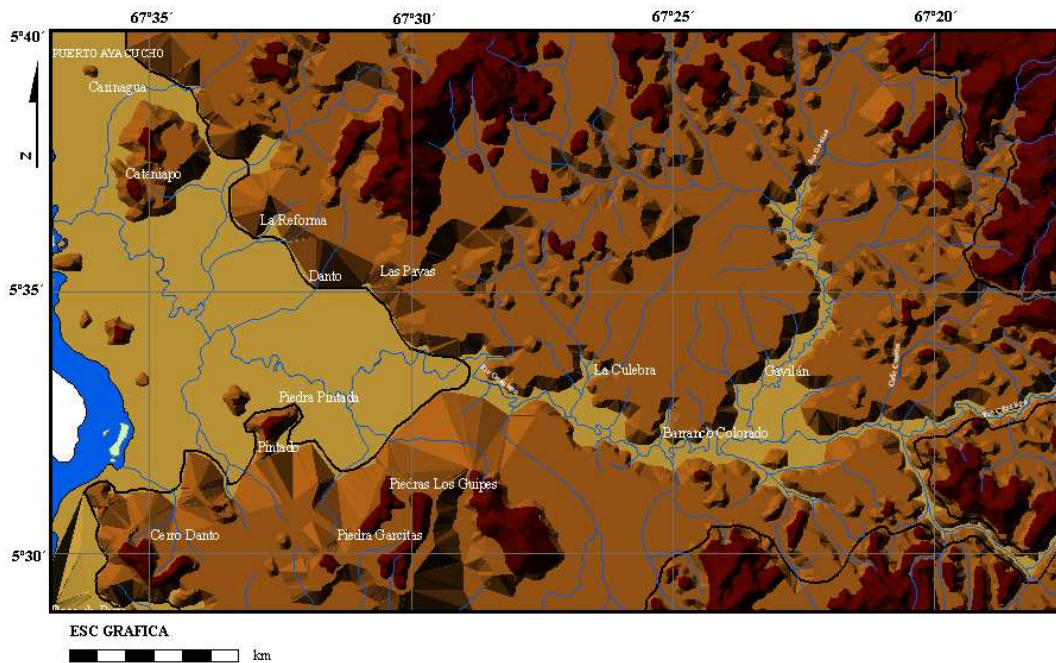 67°35´ 67°30´ 67°25´ 67°20´
5°40´
PUERTO AYACUCHO
Carinagua
N
Cataniapo
La Reforma
Danto
Las Pavas
5°35´
La Culebra
Gavilán
Piedra Pintada
Barranco Colorado
Pintado
Piedras Los Guipes
Cerro Danto
Piedra Garcitas
5°30´
ESC GRAFICA
km